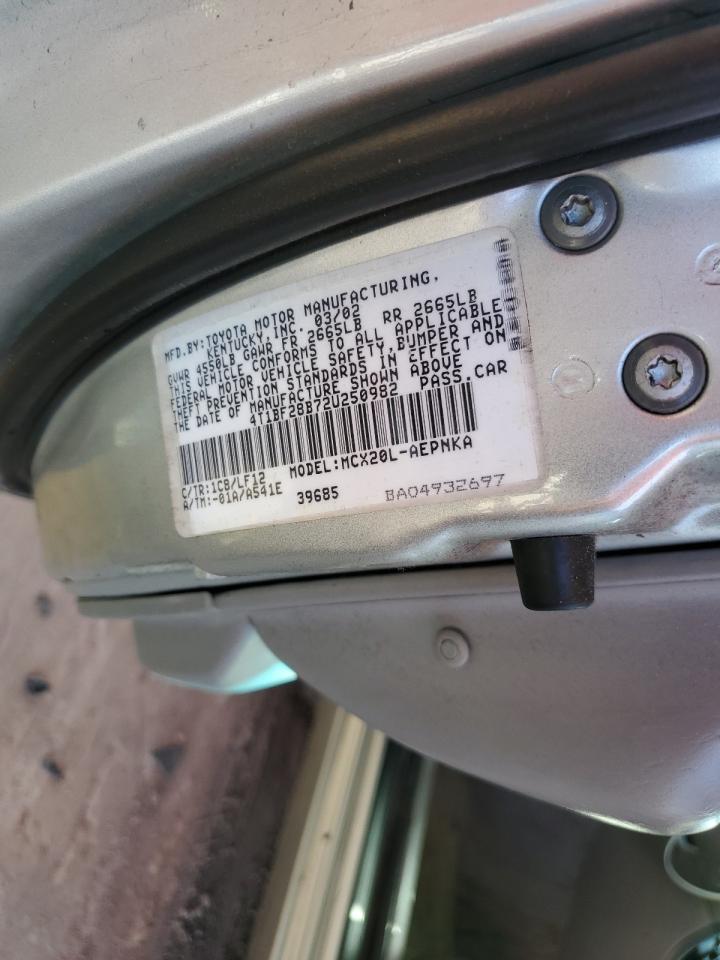 MFD.BY:TOYOTA MOTOR MANUFACTURING,
KENTUCKY, INC. 03/02
GVWR 4550LB GAWR FR 2665LB RR 2665LB
THIS VEHICLE CONFORMS TO ALL APPLICABLE
FEDERAL MOTOR VEHICLE SAFETY,BUMPER AND
THEFT PREVENTION STANDARDS IN EFFECT ON
THE DATE OF MANUFACTURE SHOWN ABOVE
4T1BF28B72U250982 PASS.CAR
C/TR:1C8/LF12 MODEL:MCX20L-AEPNKA
A/TM:-01A/A541E 39685 BA04932697